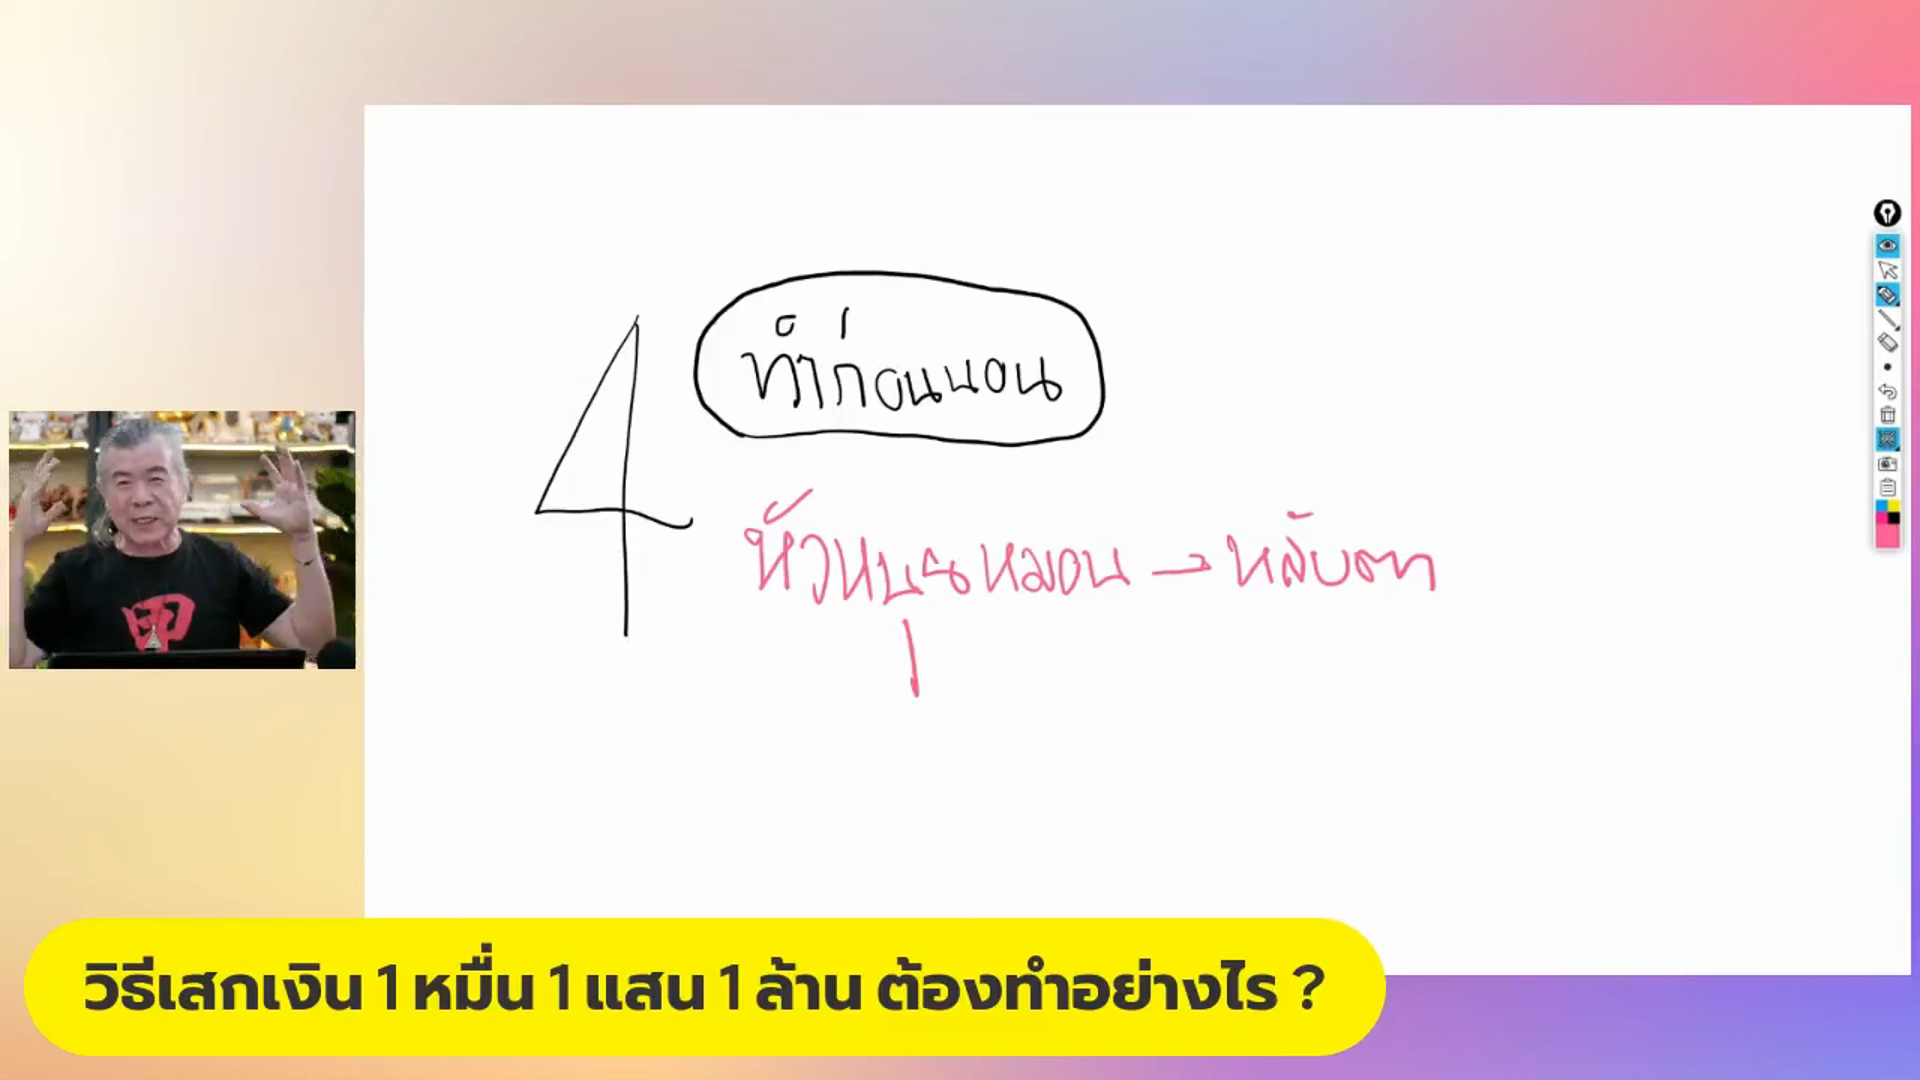 4
ทำก่อนนอน
หัวหนุนหมอน → หลับตา
วิธีเสกเงิน 1 หมื่น 1 แสน 1 ล้าน ต้องทำอย่างไร ?